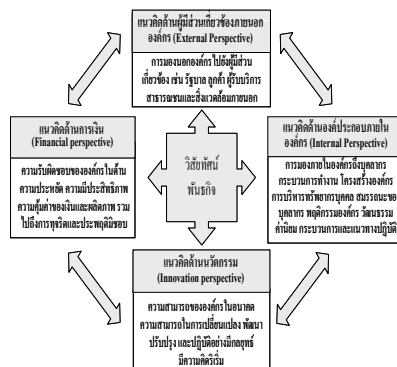 แนวคิดด้านผู้มีส่วนเกี่ยวข้องภายนอก
องค์กร (External Perspective)
การมองนอกองค์กรไปยังผู้มีส่วน
เกี่ยวข้อง เช่น รัฐบาล ลูกค้า ผู้รับบริการ
สาธารณชนและสิ่งแวดล้อมภายนอก
แนวคิดด้านการเงิน
(Financial perspective)
ความรับผิดชอบขององค์กรในด้าน
ความประหยัด ความมีประสิทธิภาพ
ความคุ้มค่าของเงินและผลิตภาพ รวม
ไปถึงการทุจริตและประพฤติมิชอบ
วิสัยทัศน์
พันธกิจ
แนวคิดด้านองค์ประกอบภายใน
องค์กร (Internal Perspective)
การมองภายในองค์กรถึงบุคลากร
กระบวนการทำงาน โครงสร้างองค์กร
การบริหารทรัพยากรบุคคล สมรรถนะของ
บุคลากร พฤติกรรมองค์กร วัฒนธรรม
ค่านิยม กระบวนการและแนวทางปฏิบัติ
แนวคิดด้านนวัตกรรม
(Innovation perspective)
ความสามารถขององค์กรในอนาคต
ความสามารถในการเปลี่ยนแปลง พัฒนา
ปรับปรุง และปฏิบัติอย่างมีกลยุทธ์
มีความคิดริเริ่ม